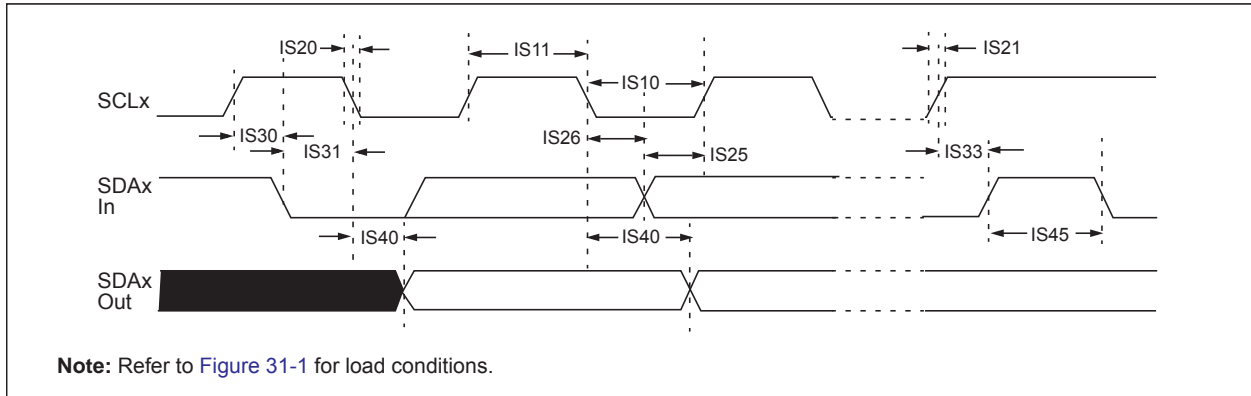 IS20
IS11
IS21
IS10
SCLx
IS30
IS26
IS31
IS25
IS33
SDAx
In
IS40
IS40
IS45
SDAx
Out
Note: Refer to Figure 31-1 for load conditions.